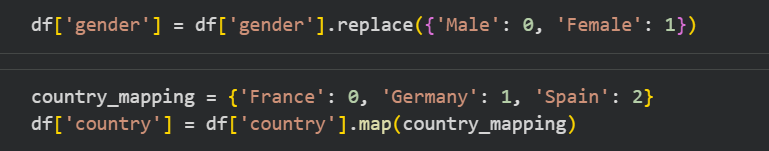 df['gender'] = df['gender'].replace({'Male': 0, 'Female': 1})
country_mapping = {'France': 0, 'Germany': 1, 'Spain': 2}
df['country'] = df['country'].map(country_mapping)